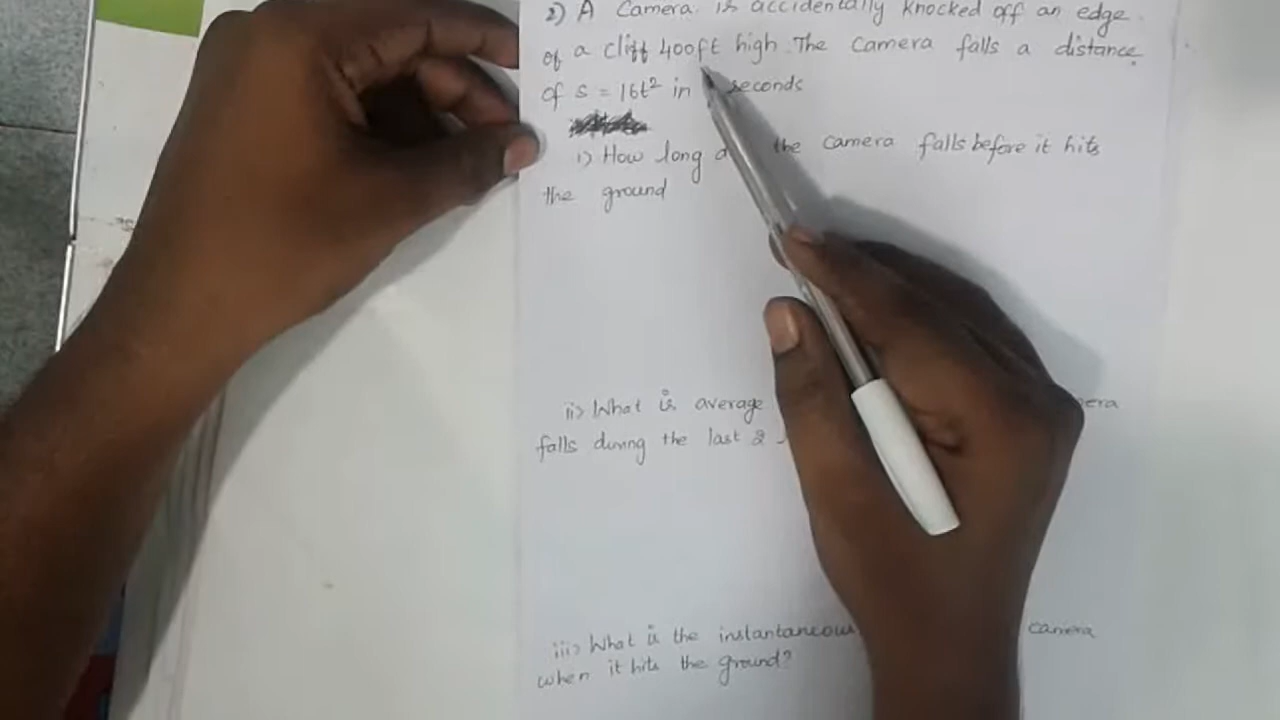 2) A Camera is accidentally knocked off an edge
of a cliff 400ft high. The Camera falls a distance
of s = 16t² in seconds
i) How long the camera falls before it hits
the ground
ii) What is average
falls during the last 2
iii) What is the instantaneous camera
when it hits the ground?